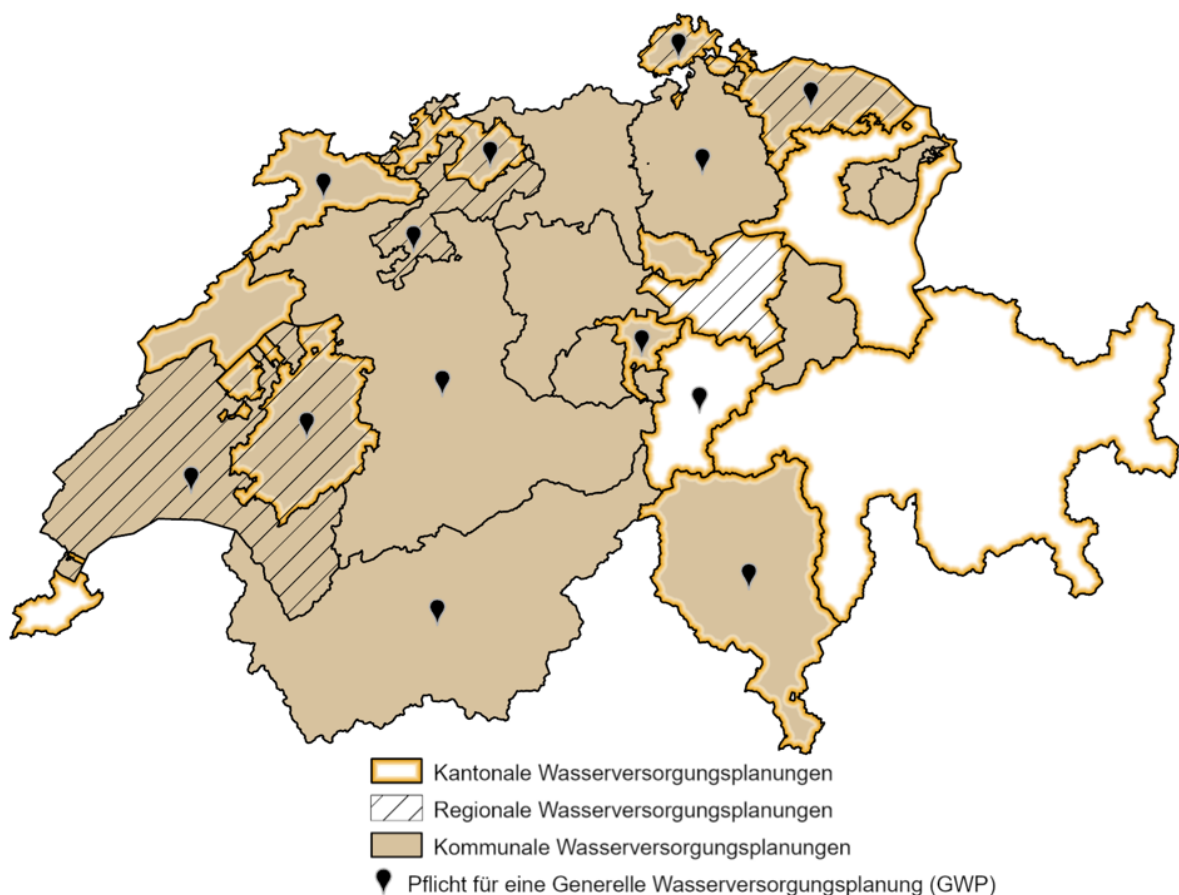 Kantonale Wasserversorgungsplanungen
Regionale Wasserversorgungsplanungen
Kommunale Wasserversorgungsplanungen
Pflicht für eine Generelle Wasserversorgungsplanung (GWP)